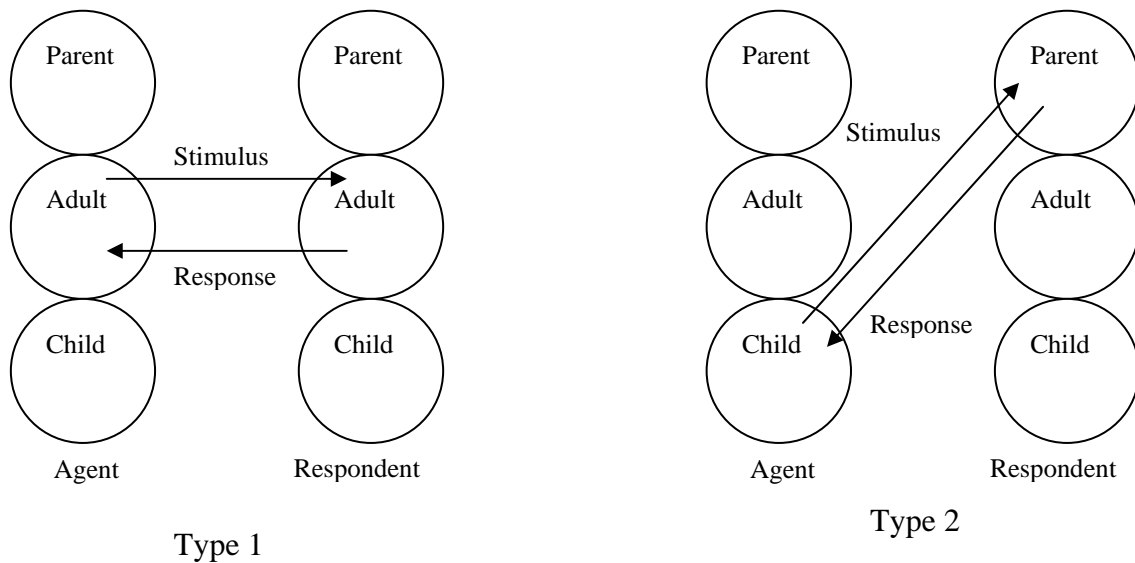 Parent Parent
Stimulus
Adult Adult
Response
Child Child
Agent Respondent
Type 1
Parent Parent
Stimulus
Adult Adult
Response
Child Child
Agent Respondent
Type 2